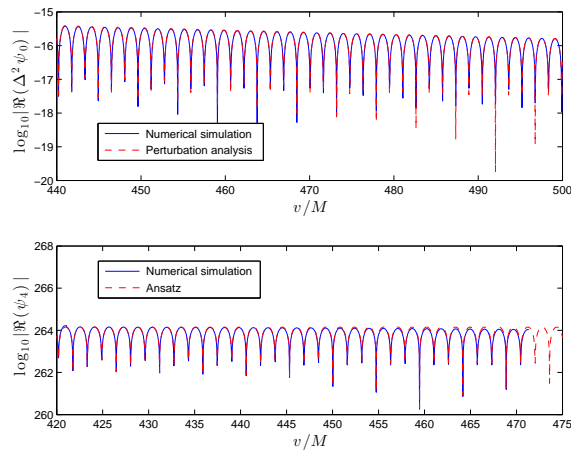 −15
−16
−17
−18
−19
−20
log₁₀|ℜ(Δ² ψ₀) |
Numerical simulation
Perturbation analysis
440 450 460 470 480 490 500
v/M
268
266
264
262
260
log₁₀|ℜ(ψ₄) |
Numerical simulation
Ansatz
420 425 430 435 440 445 450 455 460 465 470 475
v/M